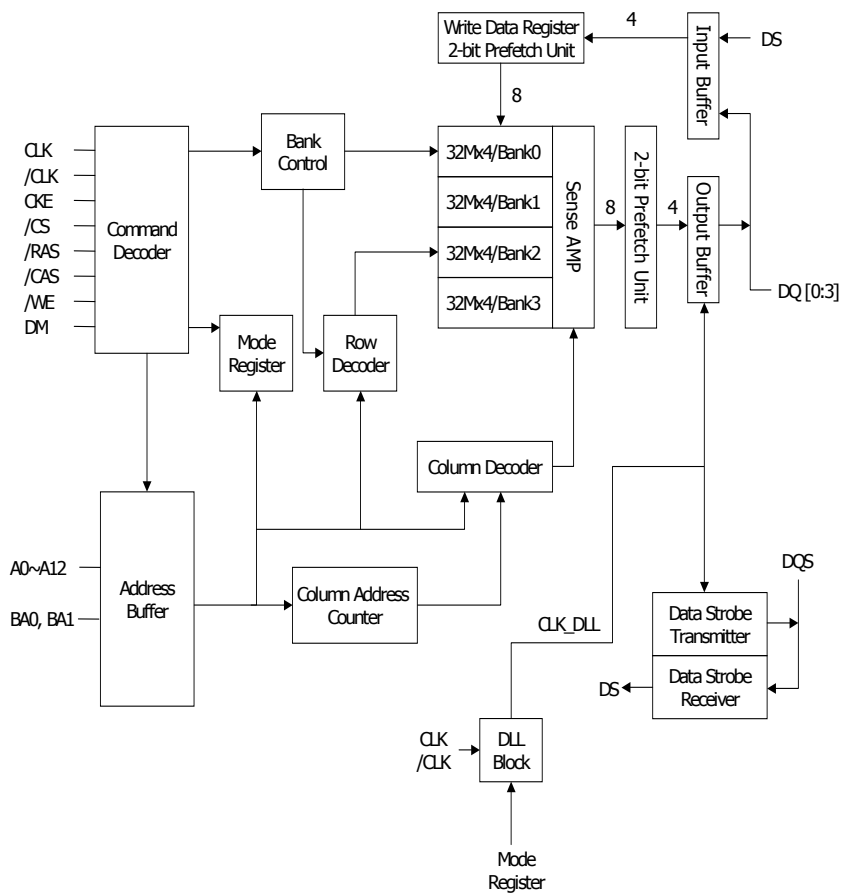 Write Data Register
2-bit Prefetch Unit
4
Input Buffer
DS
8
CLK
/CLK
CKE
/CS
/RAS
/CAS
/WE
DM
Command
Decoder
Bank
Control
32Mx4/Bank0
32Mx4/Bank1
32Mx4/Bank2
32Mx4/Bank3
Sense AMP
8
2-bit Prefetch Unit
4
Output Buffer
DQ [0:3]
Mode
Register
Row
Decoder
Column Decoder
A0~A12
BA0, BA1
Address
Buffer
Column Address
Counter
CLK_DLL
DQS
Data Strobe
Transmitter
Data Strobe
Receiver
DS
CLK
/CLK
DLL
Block
Mode
Register